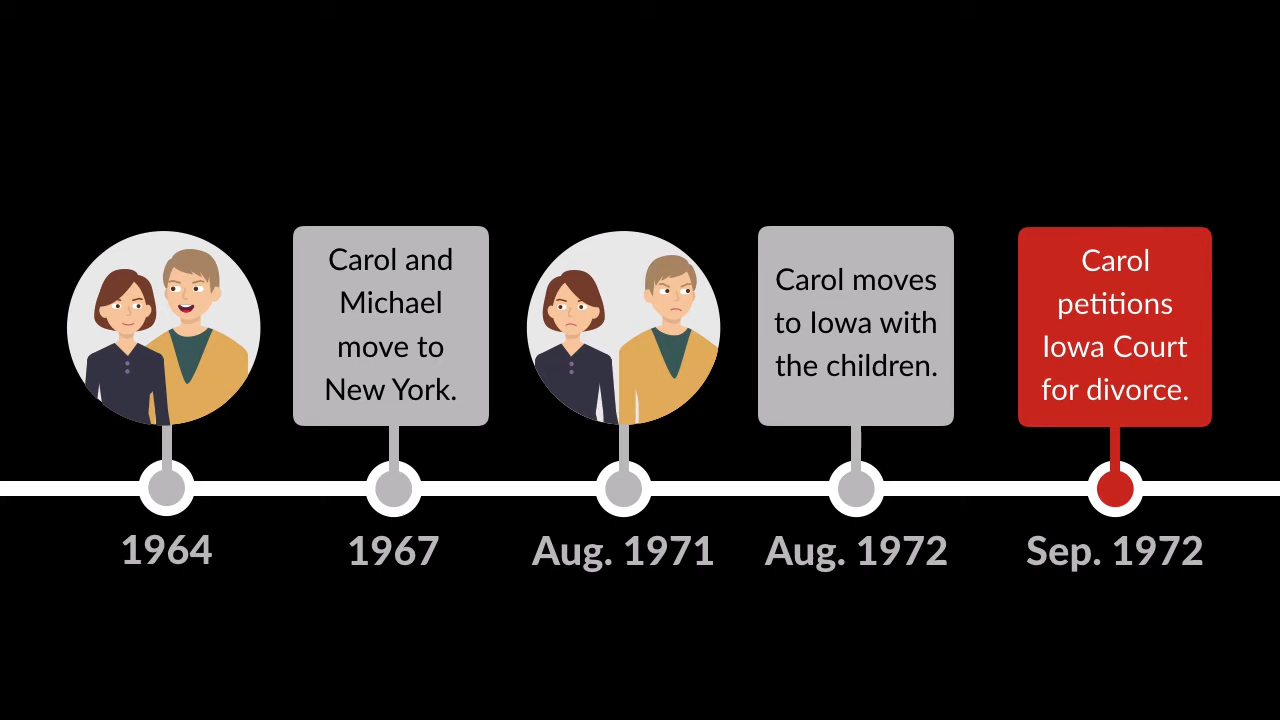 Carol and
Michael
move to
New York.
Carol moves
to Iowa with
the children.
Carol
petitions
Iowa Court
for divorce.
1964
1967
Aug. 1971
Aug. 1972
Sep. 1972